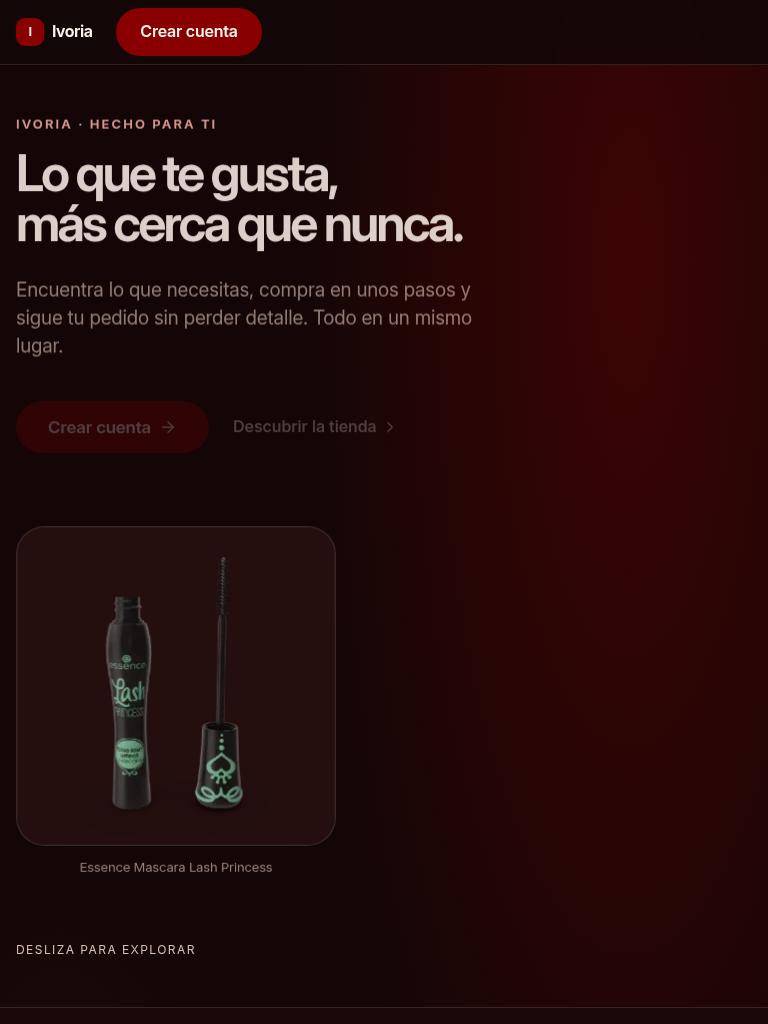 I
Ivoria
Crear cuenta
IVORIA · HECHO PARA TI
Lo que te gusta,
más cerca que nunca.
Encuentra lo que necesitas, compra en unos pasos y
sigue tu pedido sin perder detalle. Todo en un mismo
lugar.
Crear cuenta
Descubrir la tienda
essence
Lash
PRINCESS
Essence Mascara Lash Princess
DESLIZA PARA EXPLORAR